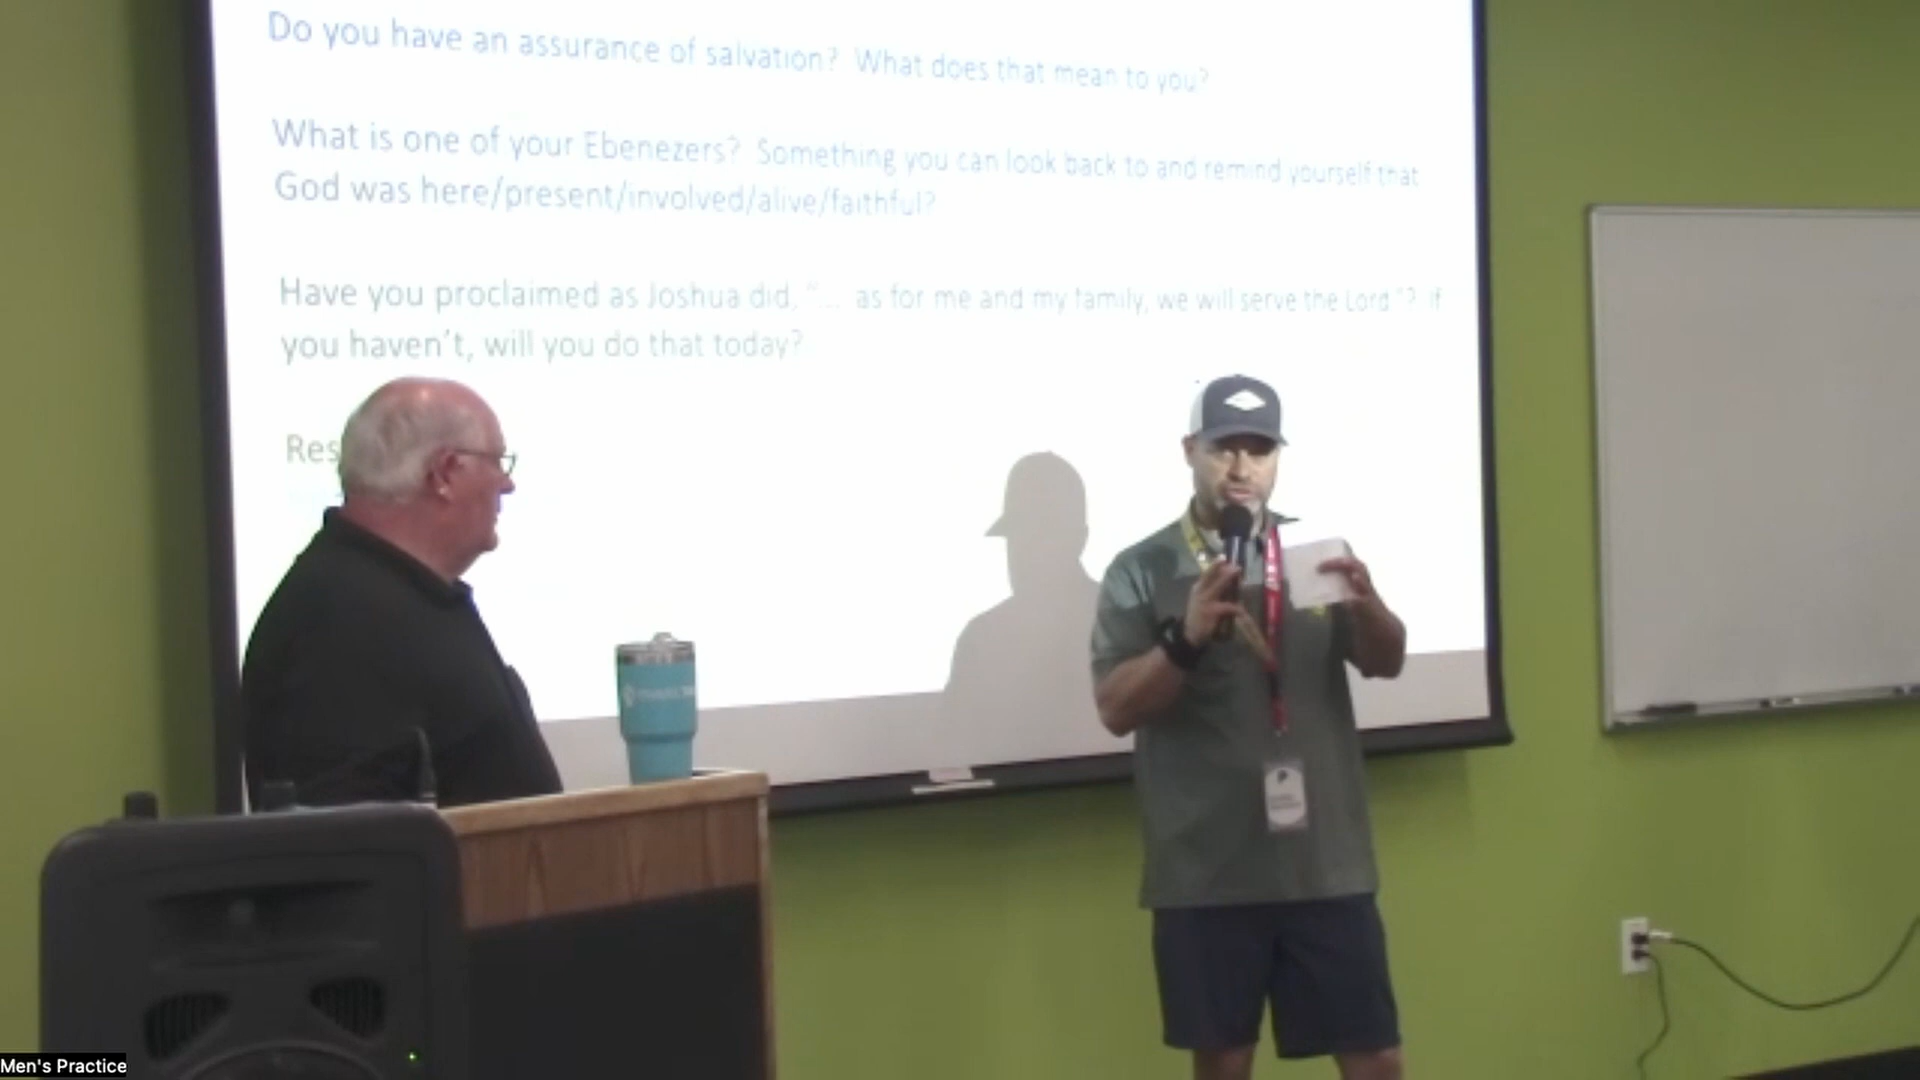 Do you have an assurance of salvation? What does that mean to you?
What is one of your Ebenezers? Something you can look back to and remind yourself that
God was here/present/involved/alive/faithful?
Have you proclaimed as Joshua did, "... as for me and my family, we will serve the Lord"? If
you haven't, will you do that today?
Res
Men's Practice